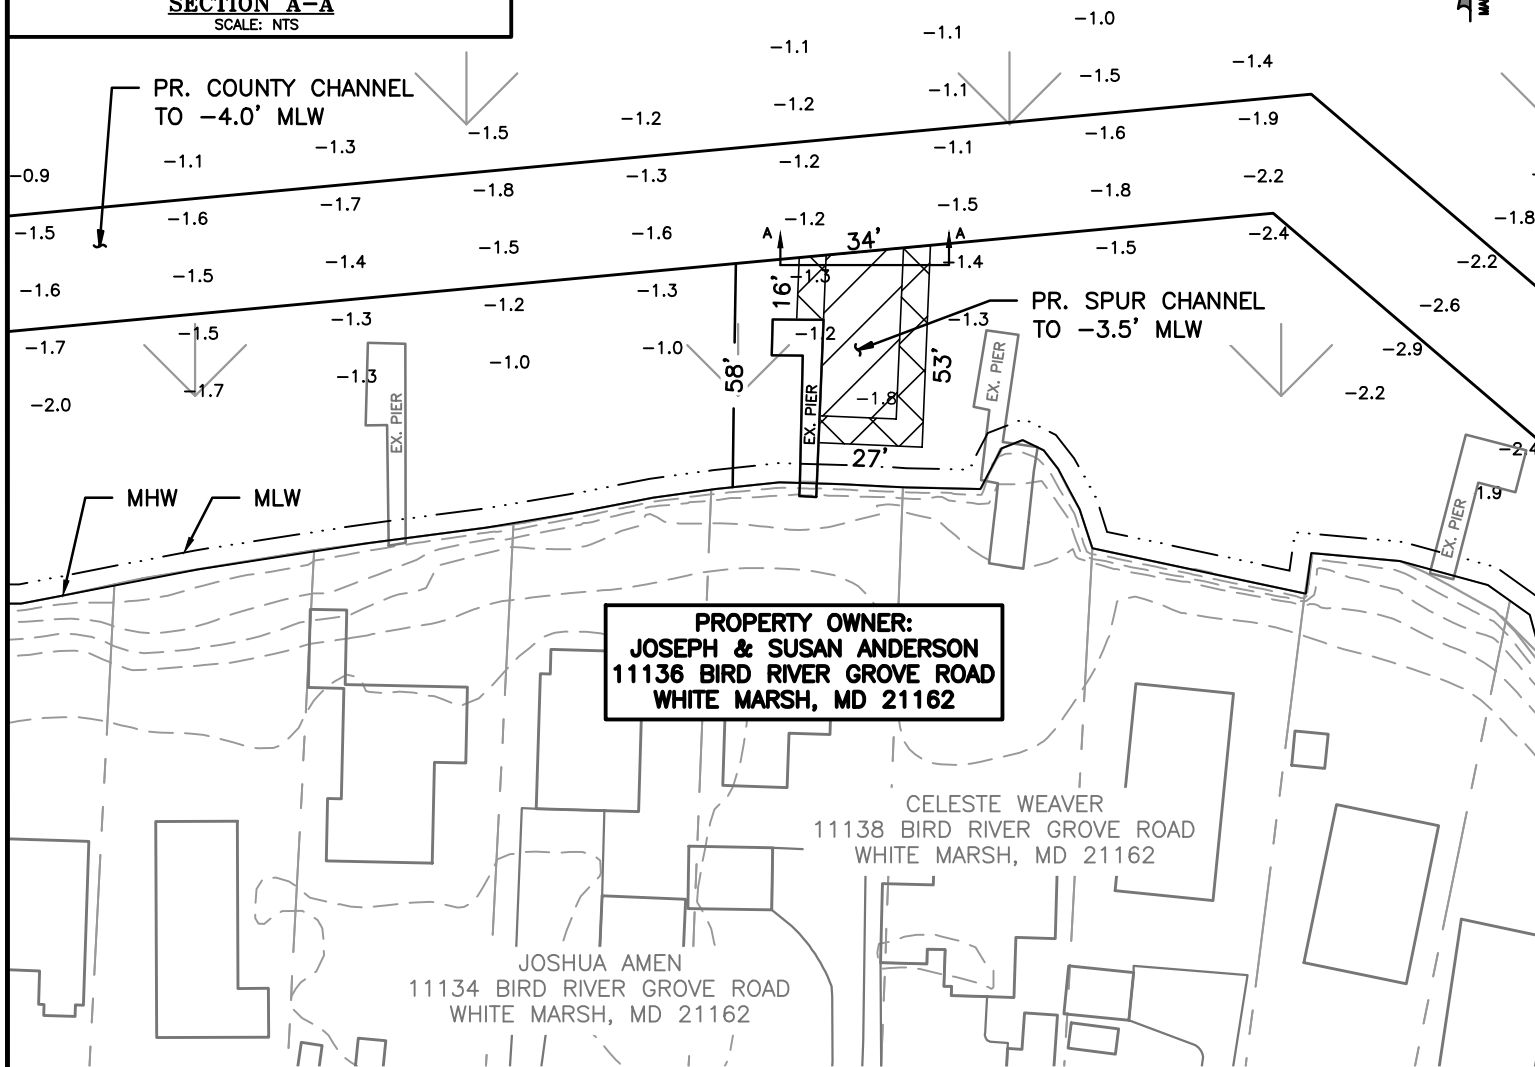 SECTION A-A
SCALE: NTS
-1.0
-1.1
-1.1
-1.4
-1.5
PR. COUNTY CHANNEL
TO -4.0' MLW
-1.1
-1.2
-1.2
-1.9
-1.5
-1.6
-1.3
-1.1
-1.1
-1.2
-0.9
-1.3
-2.2
-1.8
-1.8
-1.7
-1.5
-1.6
-1.2
-1.8
-1.5
-1.6
-2.4
A
34'
A
-1.5
-1.5
-1.4
-1.4
-2.2
-1.5
-1.3
-1.6
-1.3
16'
PR. SPUR CHANNEL
TO -3.5' MLW
-1.2
-2.6
-1.3
-1.3
-1.5
-1.2
-1.7
-1.0
-2.9
-1.0
58'
53'
EX. PIER
-1.3
-1.7
-2.2
-1.8
-2.0
EX. PIER
EX. PIER
-2.4
27'
MHW
MLW
1.9
EX. PIER
PROPERTY OWNER:
JOSEPH & SUSAN ANDERSON
11136 BIRD RIVER GROVE ROAD
WHITE MARSH, MD 21162
CELESTE WEAVER
11138 BIRD RIVER GROVE ROAD
WHITE MARSH, MD 21162
JOSHUA AMEN
11134 BIRD RIVER GROVE ROAD
WHITE MARSH, MD 21162